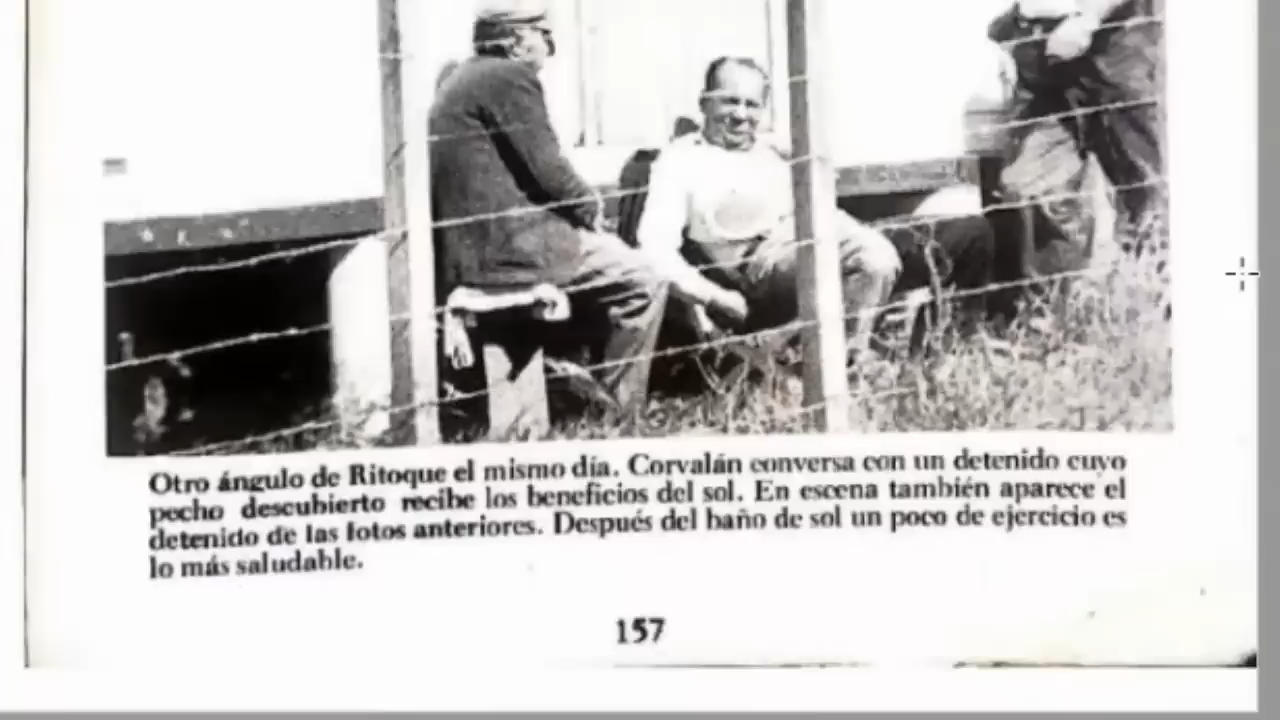 Otro ángulo de Ritoque el mismo día. Corvalán conversa con un detenido cuyo
pecho descubierto recibe los beneficios del sol. En escena también aparece el
detenido de las fotos anteriores. Después del baño de sol un poco de ejercicio es
lo más saludable.
157